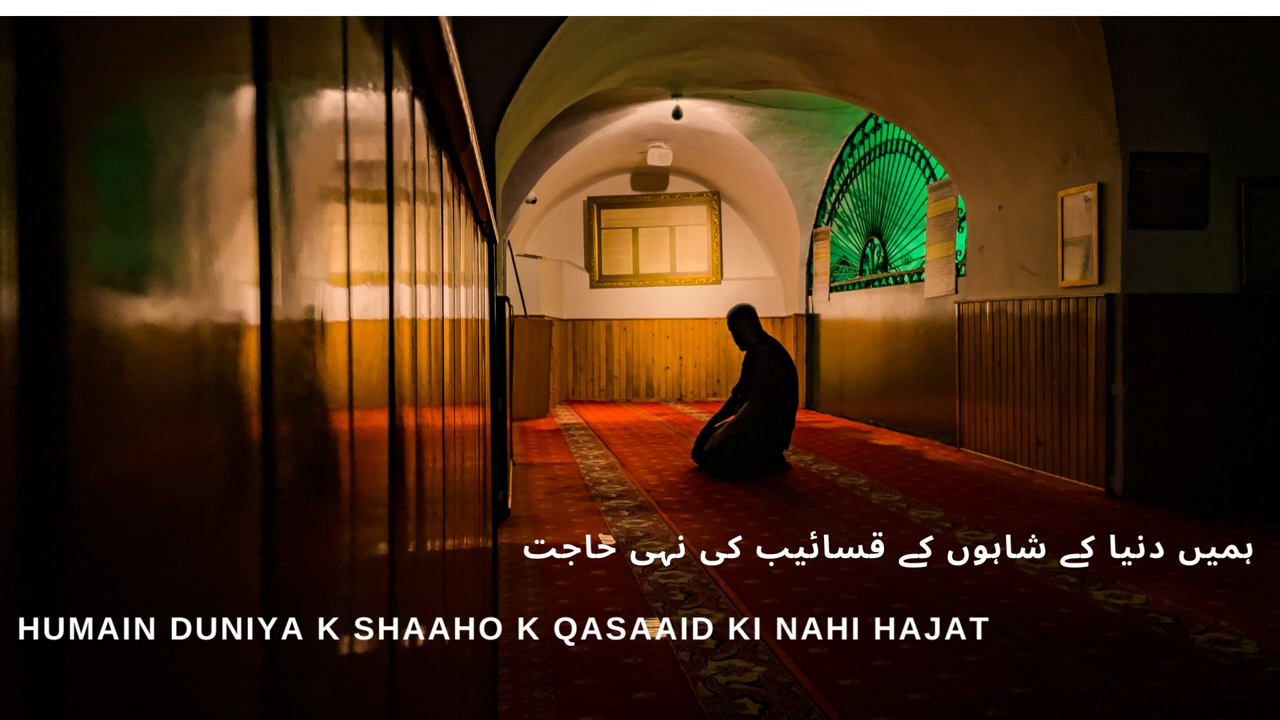 ہمیں دنیا کے شاہوں کے قسائیب کی نہی خاجت
HUMAIN DUNIYA K SHAAHO K QASAAID KI NAHI HAJAT